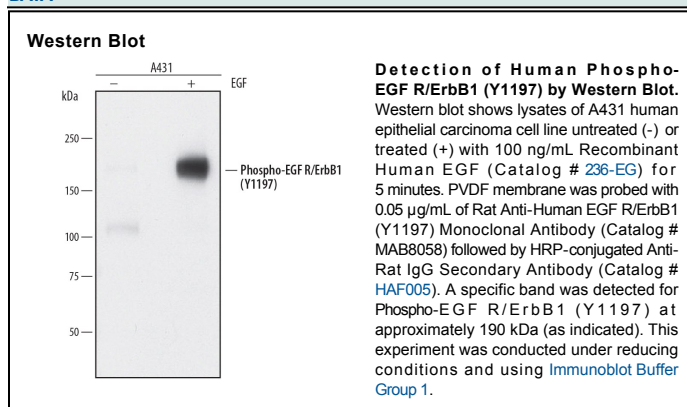 Western Blot
A431
− +
EGF
kDa
250
150
100
75
50
Phospho-EGF R/ErbB1
(Y1197)
Detection of Human Phospho-
EGF R/ErbB1 (Y1197) by Western Blot.
Western blot shows lysates of A431 human
epithelial carcinoma cell line untreated (-) or
treated (+) with 100 ng/mL Recombinant
Human EGF (Catalog # 236-EG) for
5 minutes. PVDF membrane was probed with
0.05 µg/mL of Rat Anti-Human EGF R/ErbB1
(Y1197) Monoclonal Antibody (Catalog #
MAB8058) followed by HRP-conjugated Anti-
Rat IgG Secondary Antibody (Catalog #
HAF005). A specific band was detected for
Phospho-EGF R/ErbB1 (Y1197) at
approximately 190 kDa (as indicated). This
experiment was conducted under reducing
conditions and using Immunoblot Buffer
Group 1.